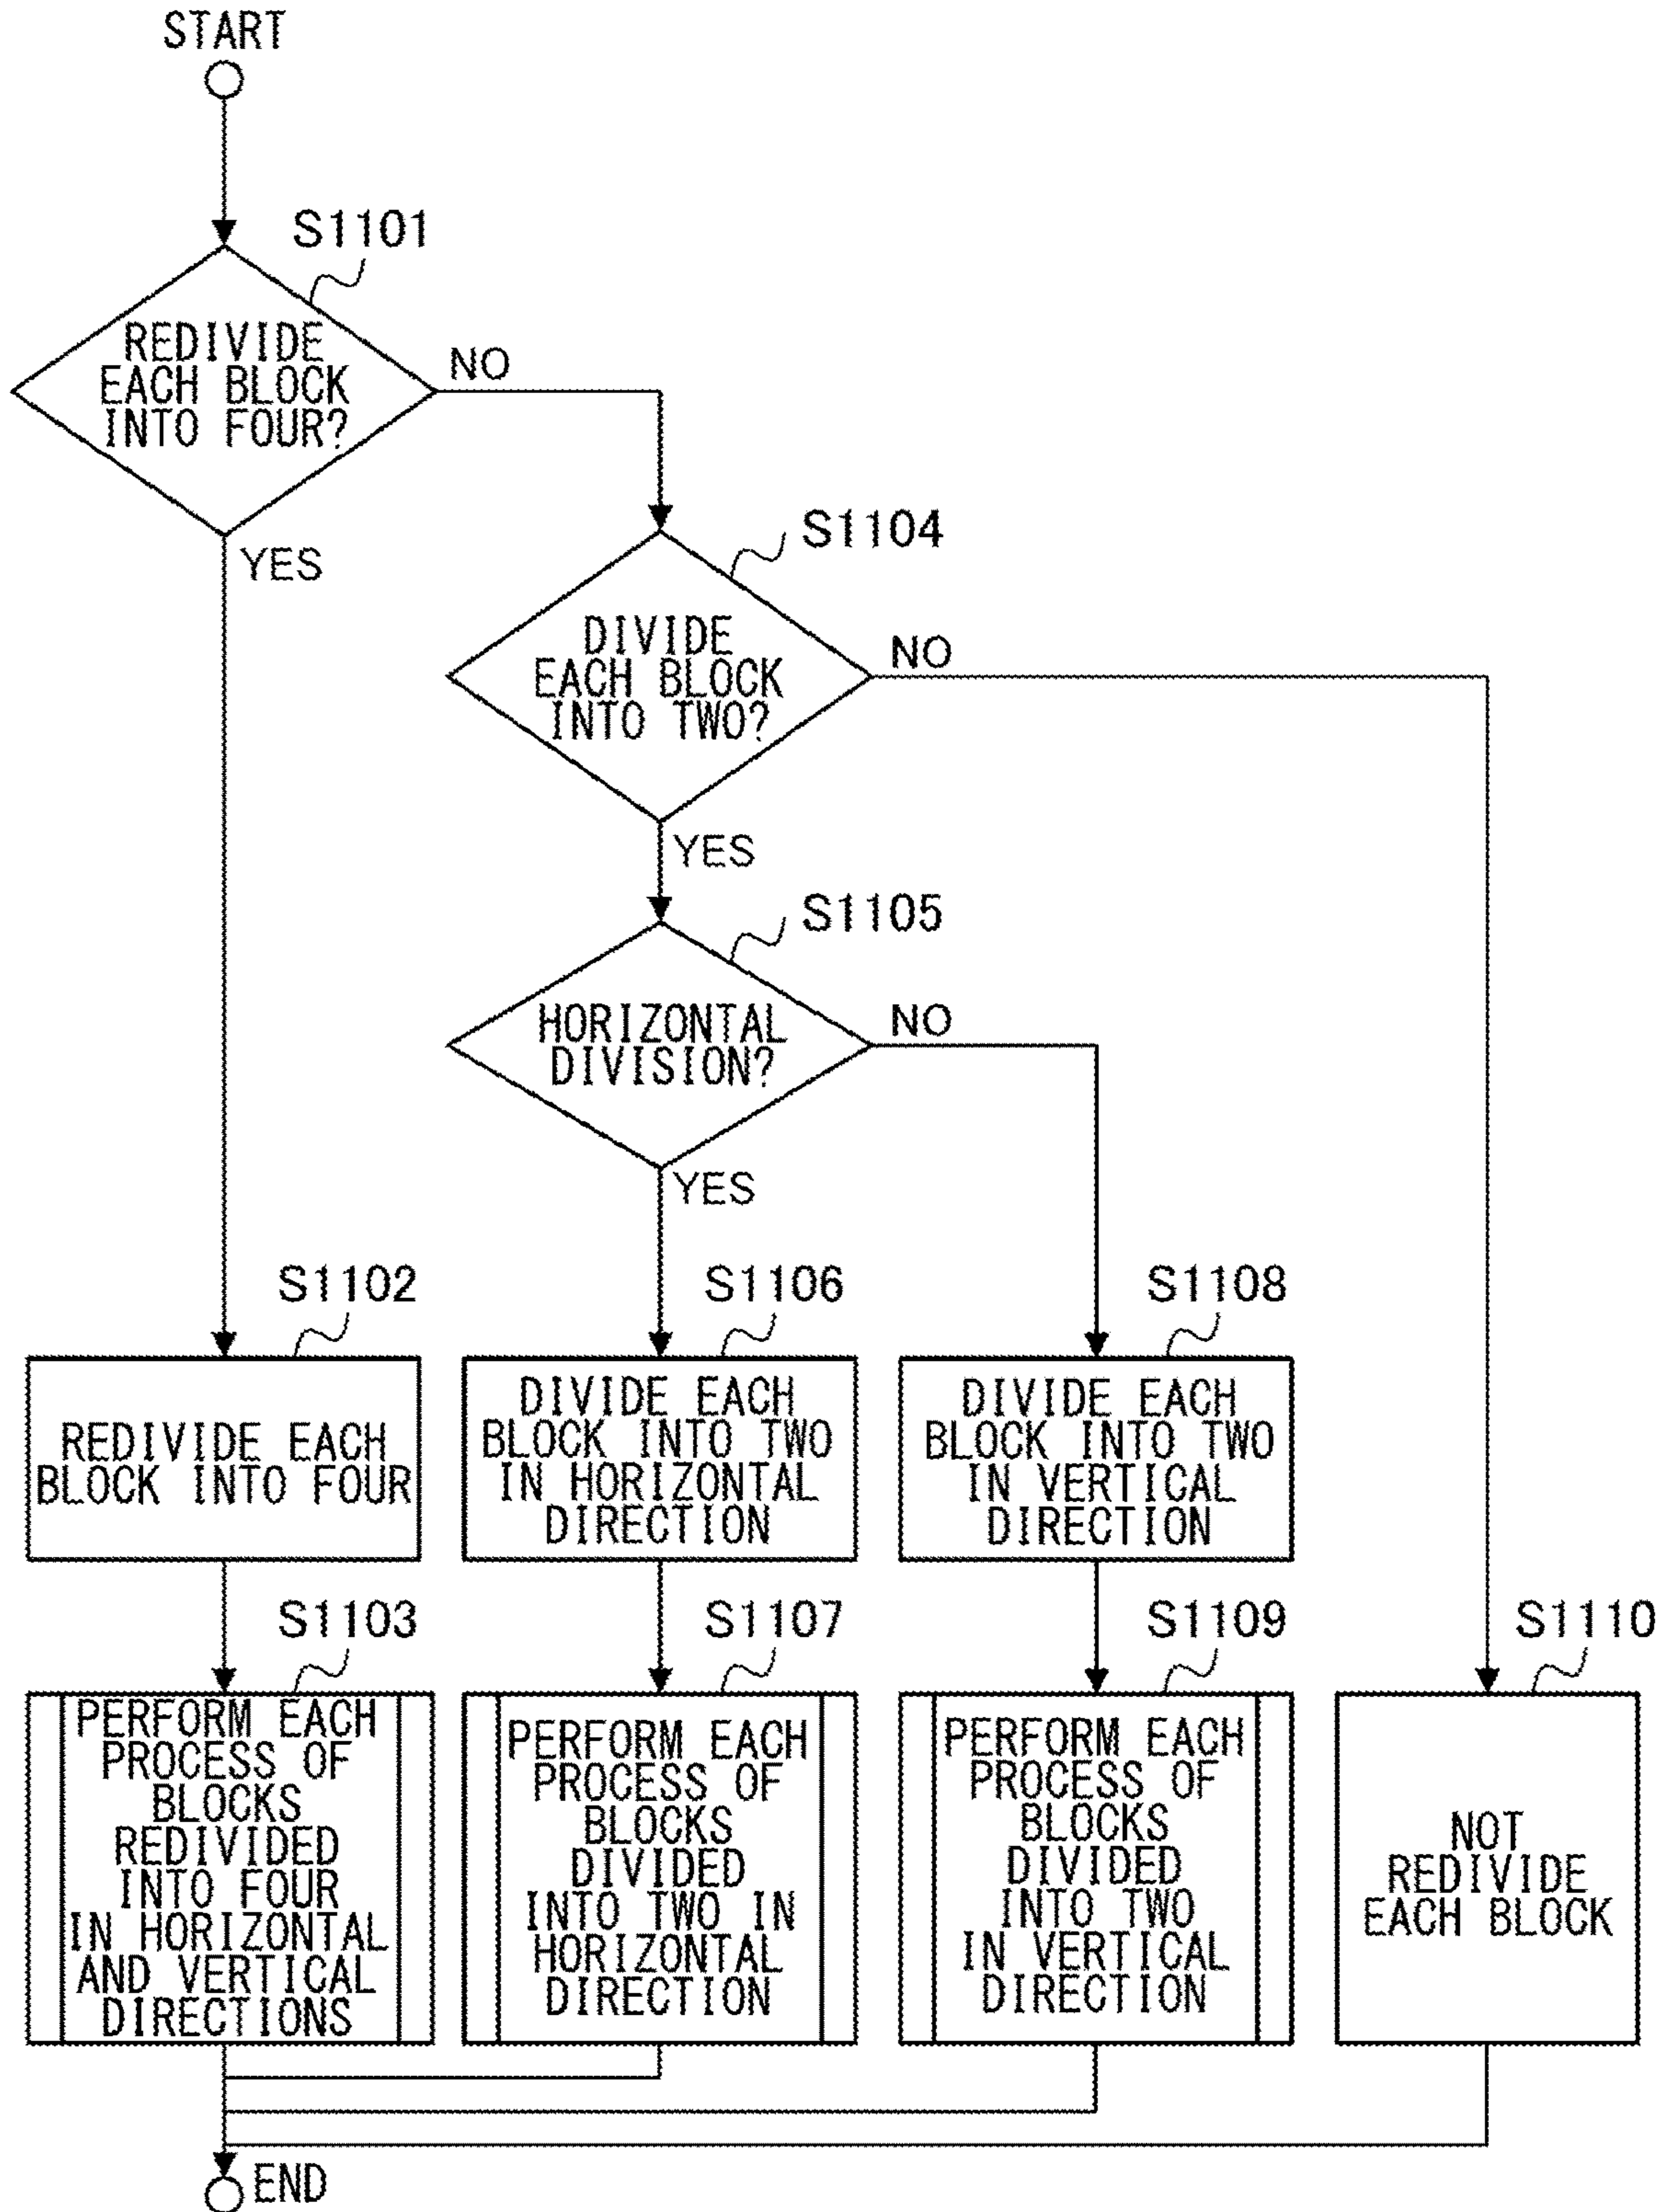 START
S1101
REDIVIDE
EACH BLOCK
INTO FOUR?
NO
YES
S1104
DIVIDE
EACH BLOCK
INTO TWO?
NO
YES
S1105
HORIZONTAL
DIVISION?
NO
YES
S1102
REDIVIDE EACH
BLOCK INTO FOUR
S1106
DIVIDE EACH
BLOCK INTO TWO
IN HORIZONTAL
DIRECTION
S1108
DIVIDE EACH
BLOCK INTO TWO
IN VERTICAL
DIRECTION
S1103
PERFORM EACH
PROCESS OF
BLOCKS
REDIVIDED
INTO FOUR
IN HORIZONTAL
AND VERTICAL
DIRECTIONS
S1107
PERFORM EACH
PROCESS OF
BLOCKS
DIVIDED
INTO TWO IN
HORIZONTAL
DIRECTION
S1109
PERFORM EACH
PROCESS OF
BLOCKS
DIVIDED
INTO TWO
IN VERTICAL
DIRECTION
S1110
NOT
REDIVIDE
EACH BLOCK
END